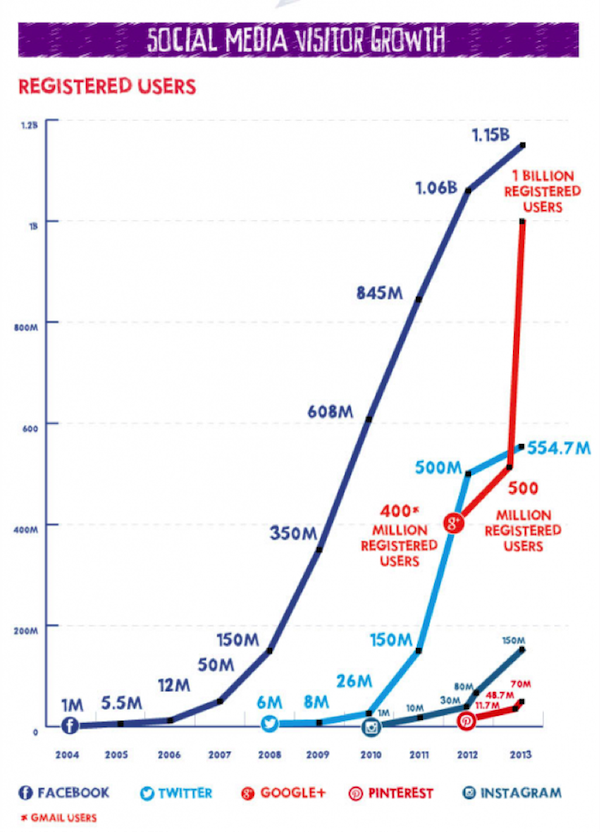 SOCIAL MEDIA VISITOR GROWTH
REGISTERED USERS
1.2B
1.15B
1 BILLION
REGISTERED
USERS
1.06B
1B
845M
800M
608M
600
554.7M
500M
500
MILLION
REGISTERED
USERS
400*
MILLION
REGISTERED
USERS
400M
350M
200M
150M
150M
150M
50M
26M
80M
70M
48.7M
12M
5.5M
1M
6M
8M
1M
10M
30M
11.7M
0
2004 2005 2006 2007 2008 2009 2010 2011 2012 2013
FACEBOOK TWITTER GOOGLE+ PINTEREST INSTAGRAM
* GMAIL USERS